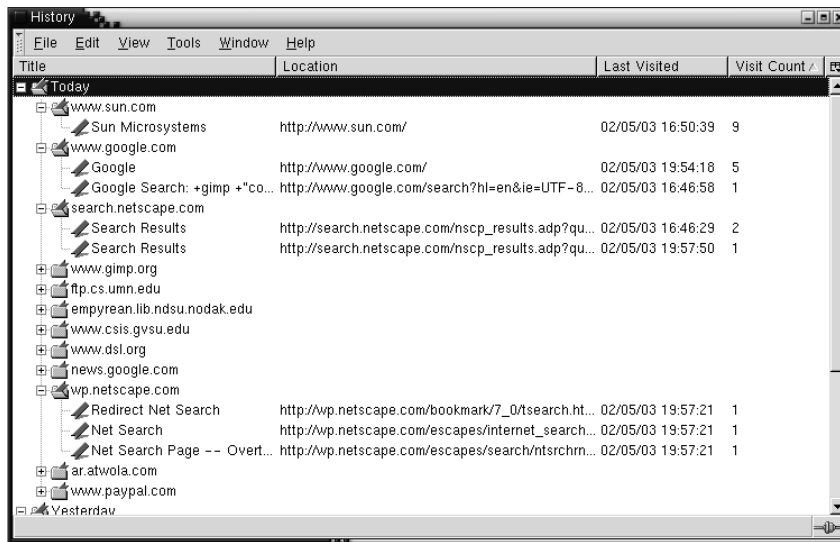 History
File Edit View Tools Window Help
Title Location Last Visited Visit Count
Today
www.sun.com
Sun Microsystems http://www.sun.com/ 02/05/03 16:50:39 9
www.google.com
Google http://www.google.com/ 02/05/03 19:54:18 5
Google Search: +gimp +"co... http://www.google.com/search?hl=en&ie=UTF-8... 02/05/03 16:46:58 1
search.netscape.com
Search Results http://search.netscape.com/nscp_results.adp?qu... 02/05/03 16:46:29 2
Search Results http://search.netscape.com/nscp_results.adp?qu... 02/05/03 19:57:50 1
www.gimp.org
ftp.cs.umn.edu
empyrean.lib.ndsu.nodak.edu
www.csis.gvsu.edu
www.dsl.org
news.google.com
wp.netscape.com
Redirect Net Search http://wp.netscape.com/bookmark/7_0/tsearch.ht... 02/05/03 19:57:21 1
Net Search http://wp.netscape.com/escapes/internet_search... 02/05/03 19:57:21 1
Net Search Page -- Overt... http://wp.netscape.com/escapes/search/ntsrchrn... 02/05/03 19:57:21 1
ar.atwola.com
www.paypal.com
Yesterday